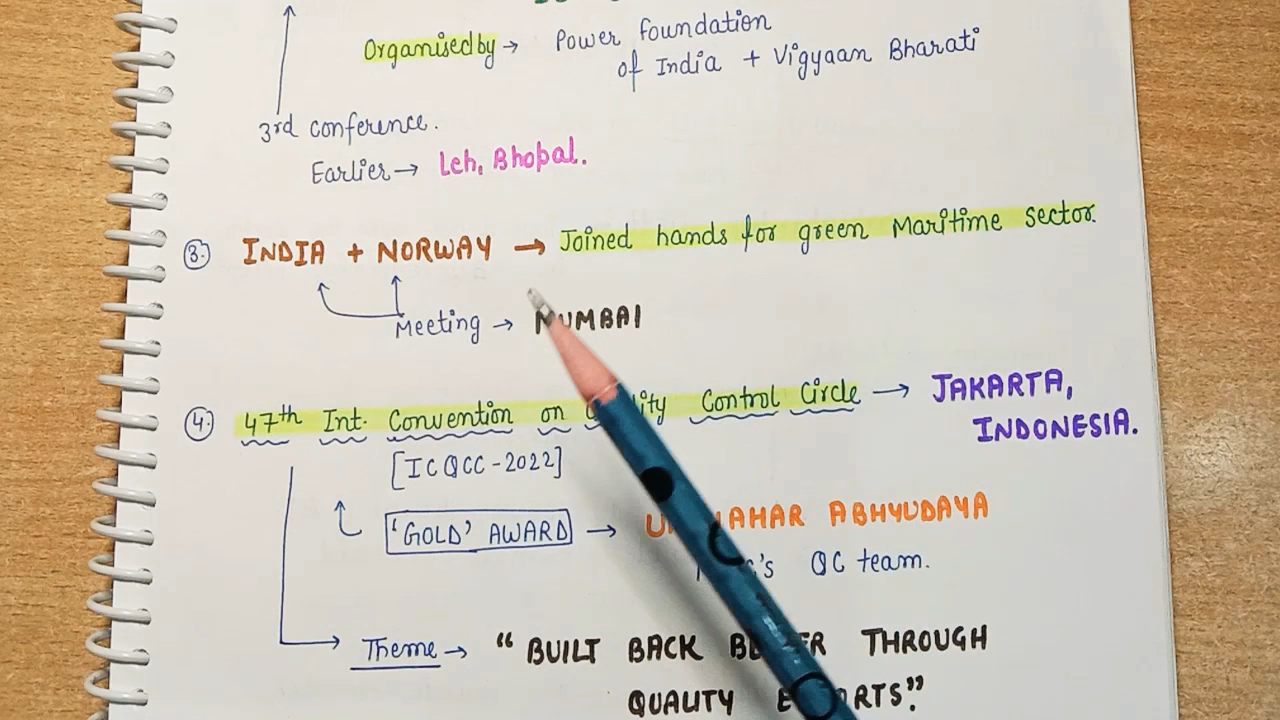 Organised by → Power foundation
of India + Vigyaan Bharati
3rd conference.
Earlier → Leh, Bhopal.
3. INDIA + NORWAY → Joined hands for green Maritime sector.
Meeting → MUMBAI
4. 47th Int. Convention on Control Circle → JAKARTA,
INDONESIA.
[ICQCC-2022]
'GOLD' AWARD → ABHYUDAYA
QC team.
Theme → "BUILT BACK THROUGH
QUALITY